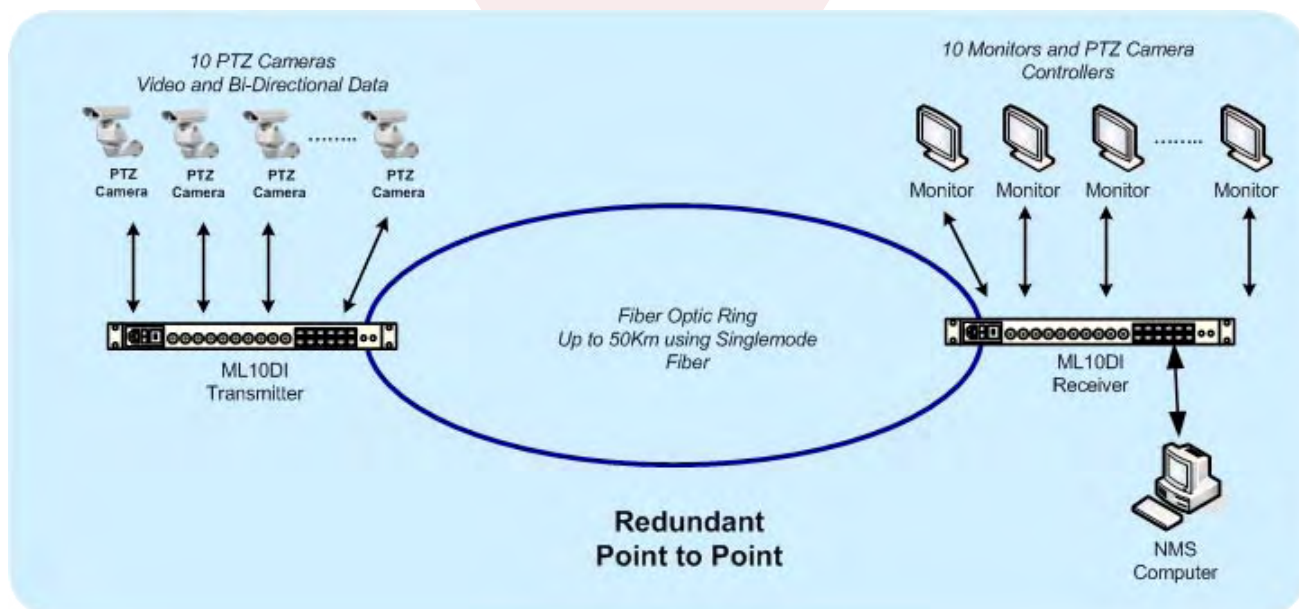 10 PTZ Cameras
Video and Bi-Directional Data
PTZ
Camera
PTZ
Camera
PTZ
Camera
........
PTZ
Camera
10 Monitors and PTZ Camera
Controllers
Monitor
Monitor
Monitor
........
Monitor
ML10DI
Transmitter
Fiber Optic Ring
Up to 50Km using Singlemode
Fiber
ML10DI
Receiver
Redundant
Point to Point
NMS
Computer